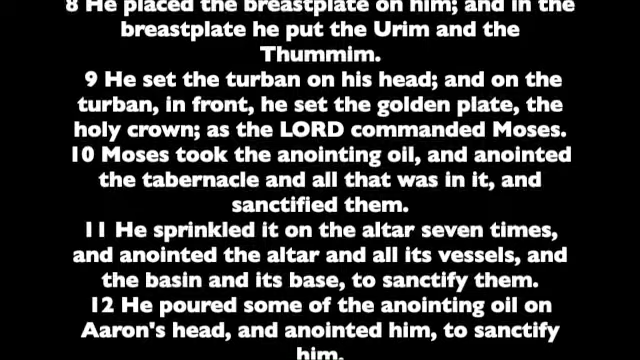 8 He placed the breastplate on him; and in the
breastplate he put the Urim and the
Thummim.
9 He set the turban on his head; and on the
turban, in front, he set the golden plate, the
holy crown; as the LORD commanded Moses.
10 Moses took the anointing oil, and anointed
the tabernacle and all that was in it, and
sanctified them.
11 He sprinkled it on the altar seven times,
and anointed the altar and all its vessels, and
the basin and its base, to sanctify them.
12 He poured some of the anointing oil on
Aaron's head, and anointed him, to sanctify
him.